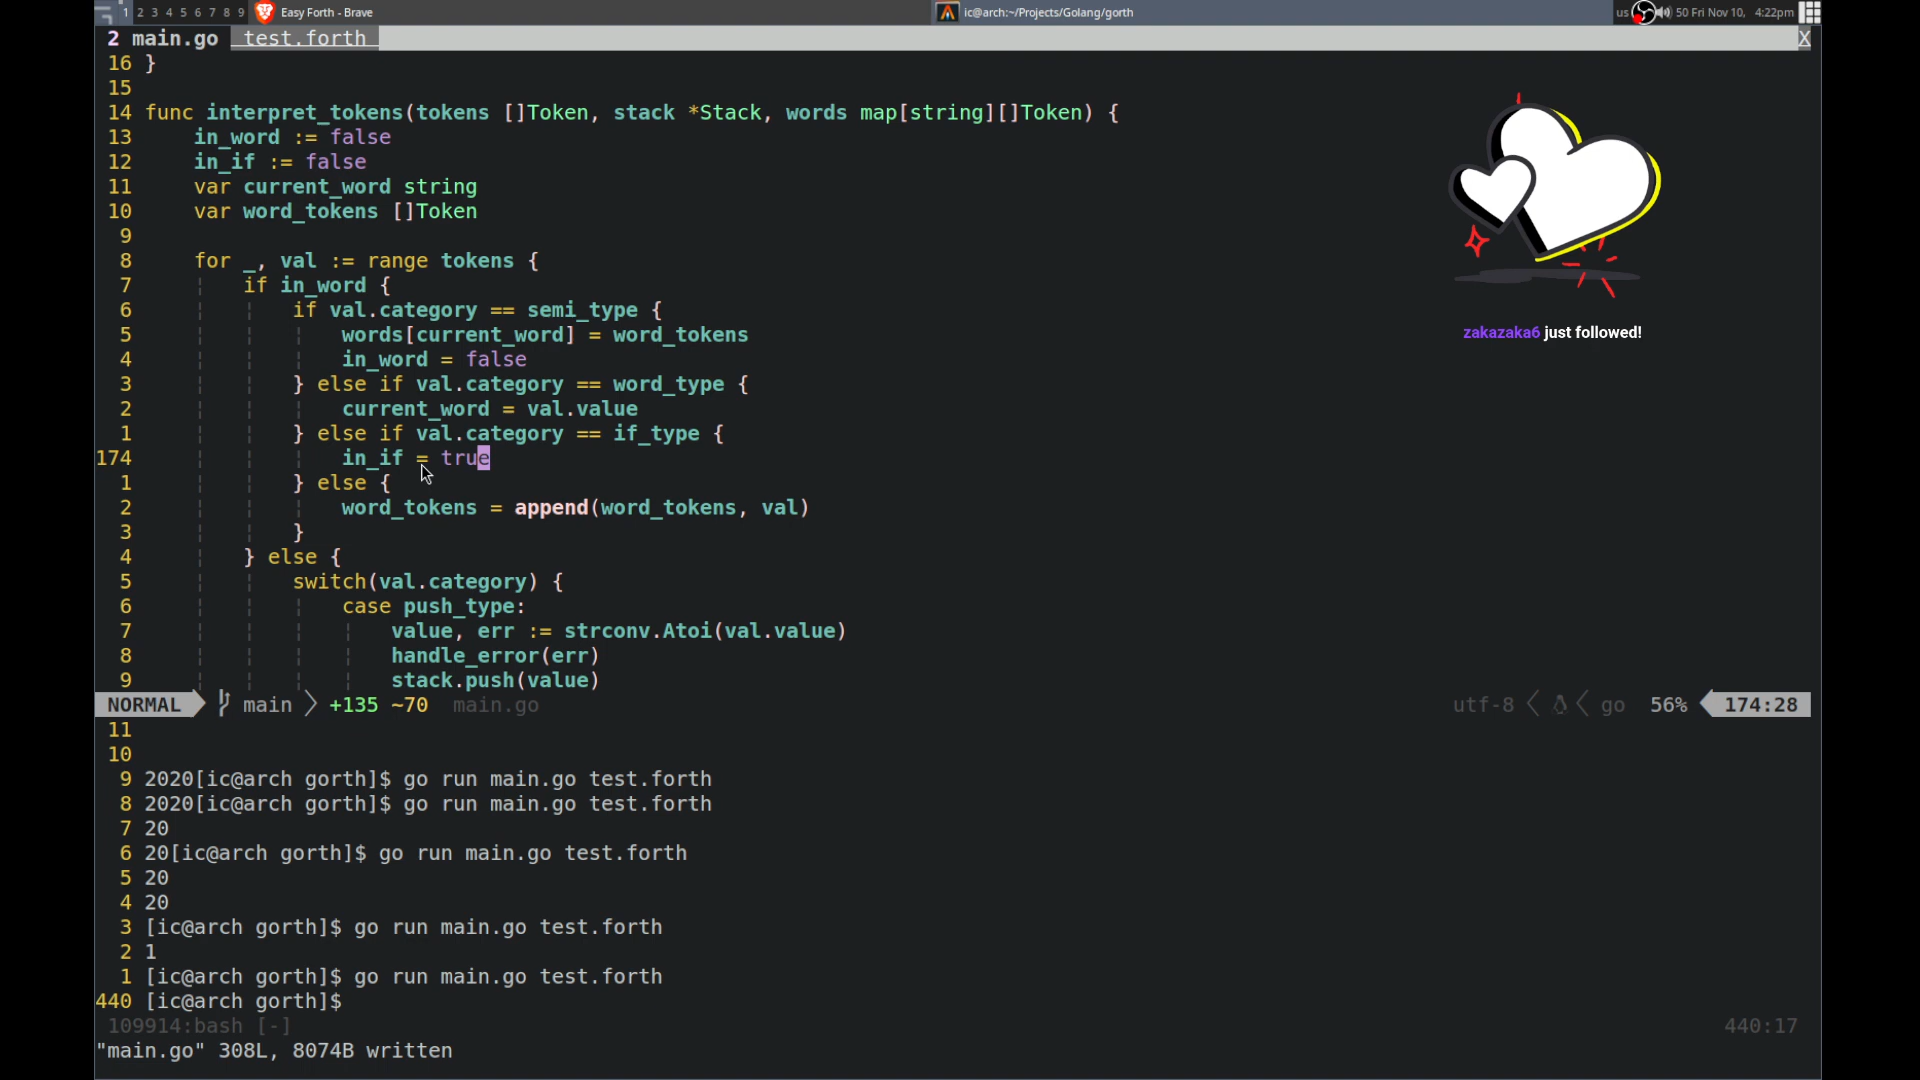 1 2 3 4 5 6 7 8 9 Easy Forth - Brave ic@arch:~/Projects/Golang/gorth us 50 Fri Nov 10, 4:22pm
2 main.go test.forth X
16 }
15
14 func interpret_tokens(tokens []Token, stack *Stack, words map[string][]Token) {
13 in_word := false
12 in_if := false
11 var current_word string
10 var word_tokens []Token
9
8 for _, val := range tokens {
7 if in_word {
6 if val.category == semi_type {
5 words[current_word] = word_tokens
4 in_word = false
3 } else if val.category == word_type {
2 current_word = val.value
1 } else if val.category == if_type {
174 in_if = true
1 } else {
2 word_tokens = append(word_tokens, val)
3 }
4 } else {
5 switch(val.category) {
6 case push_type:
7 value, err := strconv.Atoi(val.value)
8 handle_error(err)
9 stack.push(value)
zakazaka6 just followed!
NORMAL main +135 ~70 main.go utf-8 go 56% 174:28
11
10
9 2020[ic@arch gorth]$ go run main.go test.forth
8 2020[ic@arch gorth]$ go run main.go test.forth
7 20
6 20[ic@arch gorth]$ go run main.go test.forth
5 20
4 20
3 [ic@arch gorth]$ go run main.go test.forth
2 1
1 [ic@arch gorth]$ go run main.go test.forth
440 [ic@arch gorth]$
109914:bash [-] 440:17
"main.go" 308L, 8074B written